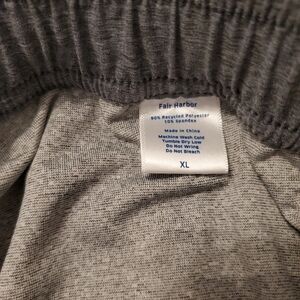 Fair Harbor
90% Recycled Polyester
10% Spandex
Made in China
Machine Wash Cold
Tumble Dry Low
Do Not Wring
Do Not Bleach
XL